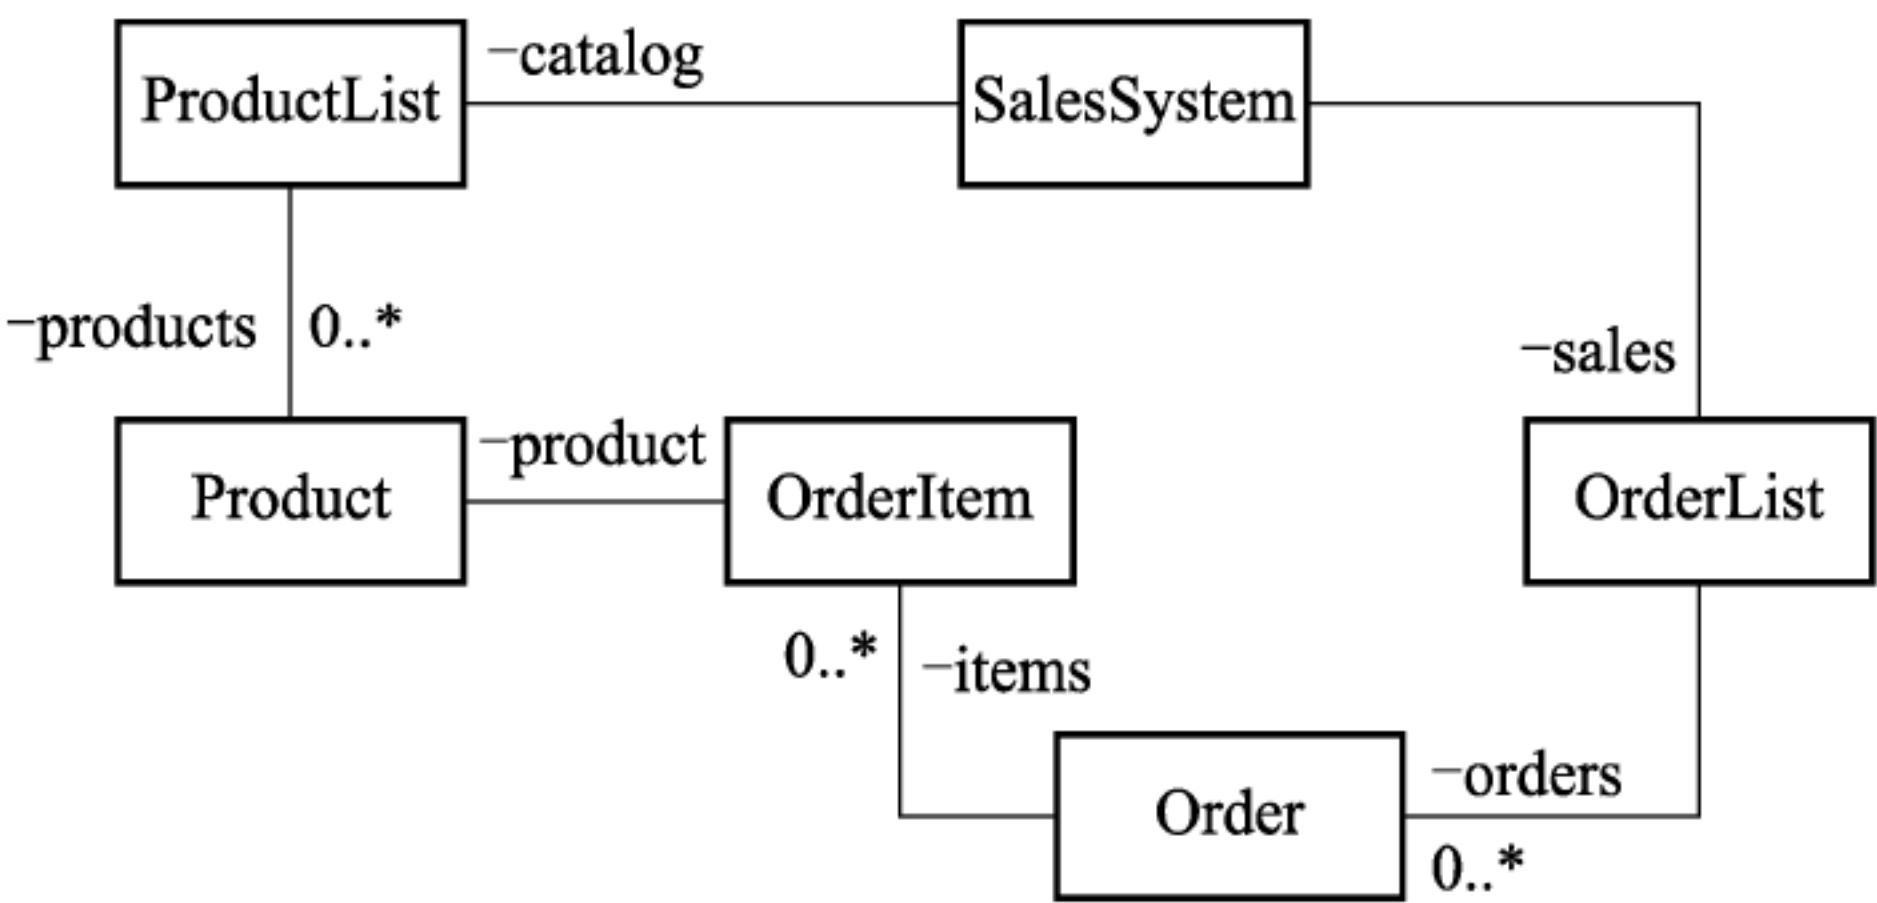 −catalog
ProductList
SalesSystem
−products
0..*
−sales
−product
Product
OrderItem
OrderList
0..*
−items
−orders
Order
0..*